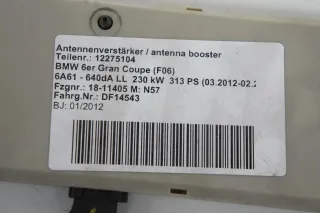 Antennenverstärker / antenna booster
Teilenr.: 12275104
BMW 6er Gran Coupe (F06)
6A61 - 640dA LL 230 kW 313 PS (03.2012-02.2
Fzgnr.: 18-11405 M: N57
Fahrg.Nr.: DF14543
BJ: 01/2012